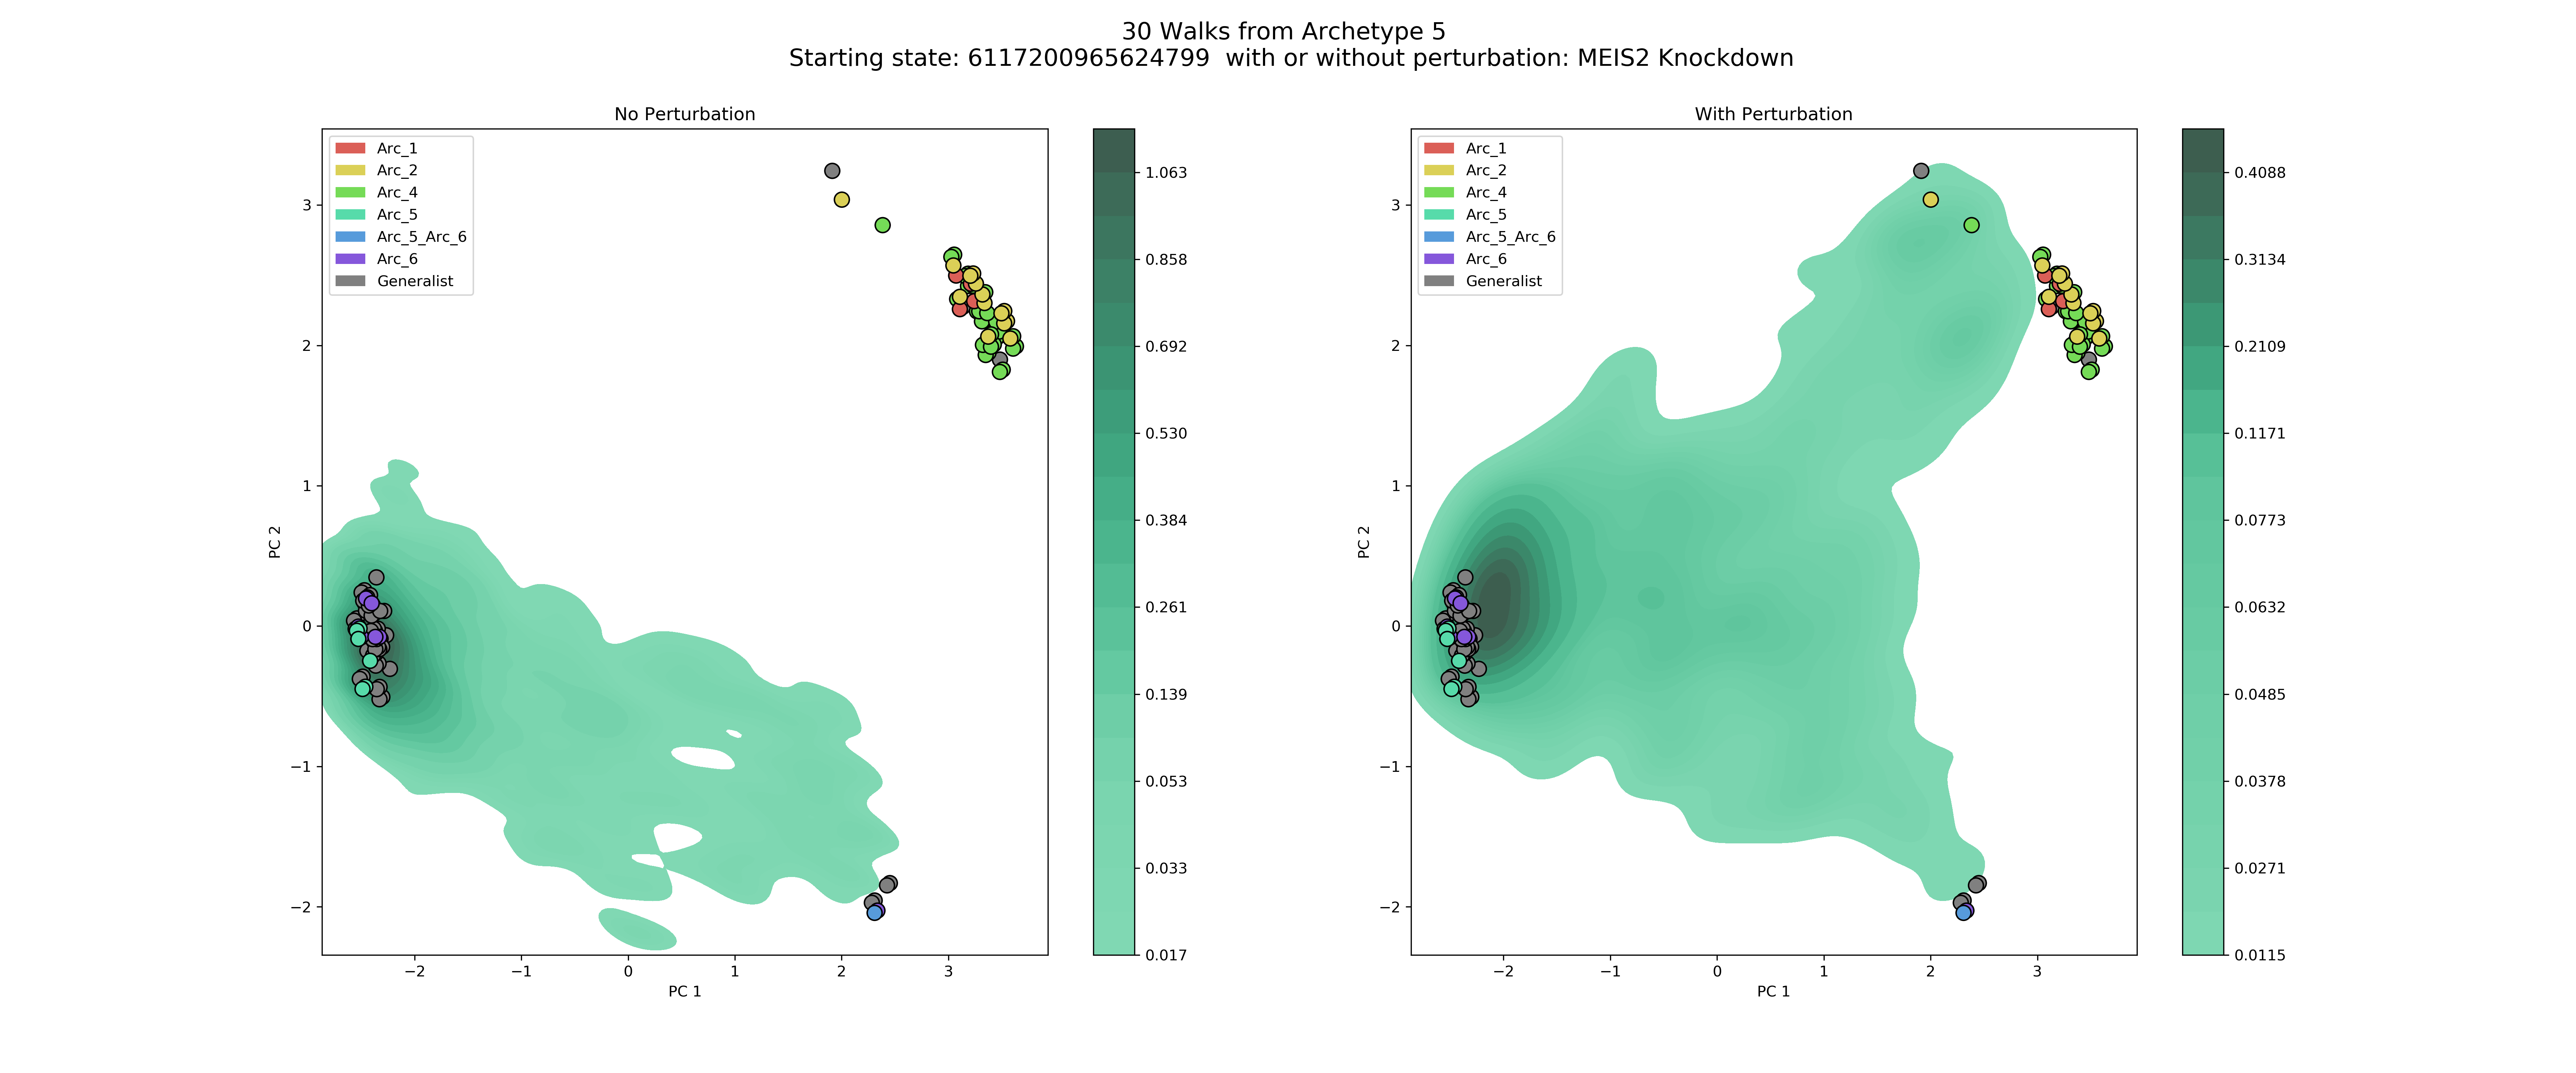 30 Walks from Archetype 5
Starting state: 6117200965624799  with or without perturbation: MEIS2 Knockdown
No Perturbation
Arc_1
Arc_2
Arc_4
Arc_5
Arc_5_Arc_6
Arc_6
Generalist
3
2
1
0
−1
−2
PC 2
−2
−1
0
1
2
3
PC 1
1.063
0.858
0.692
0.530
0.384
0.261
0.139
0.053
0.033
0.017
With Perturbation
Arc_1
Arc_2
Arc_4
Arc_5
Arc_5_Arc_6
Arc_6
Generalist
3
2
1
0
−1
−2
PC 2
−2
−1
0
1
2
3
PC 1
0.4088
0.3134
0.2109
0.1171
0.0773
0.0632
0.0485
0.0378
0.0271
0.0115